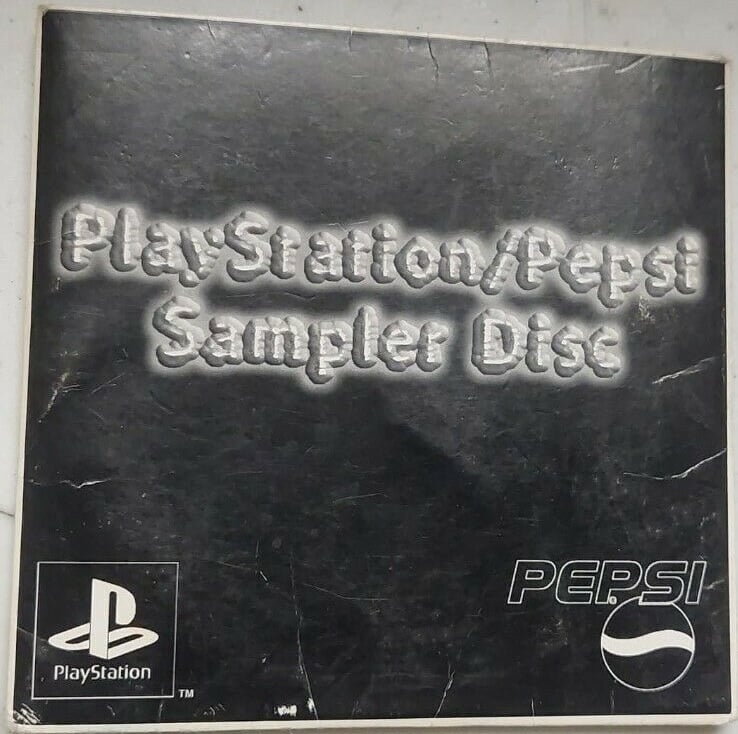 PlayStation/Pepsi
Sampler Disc
PEPSI
®
PlayStation
TM